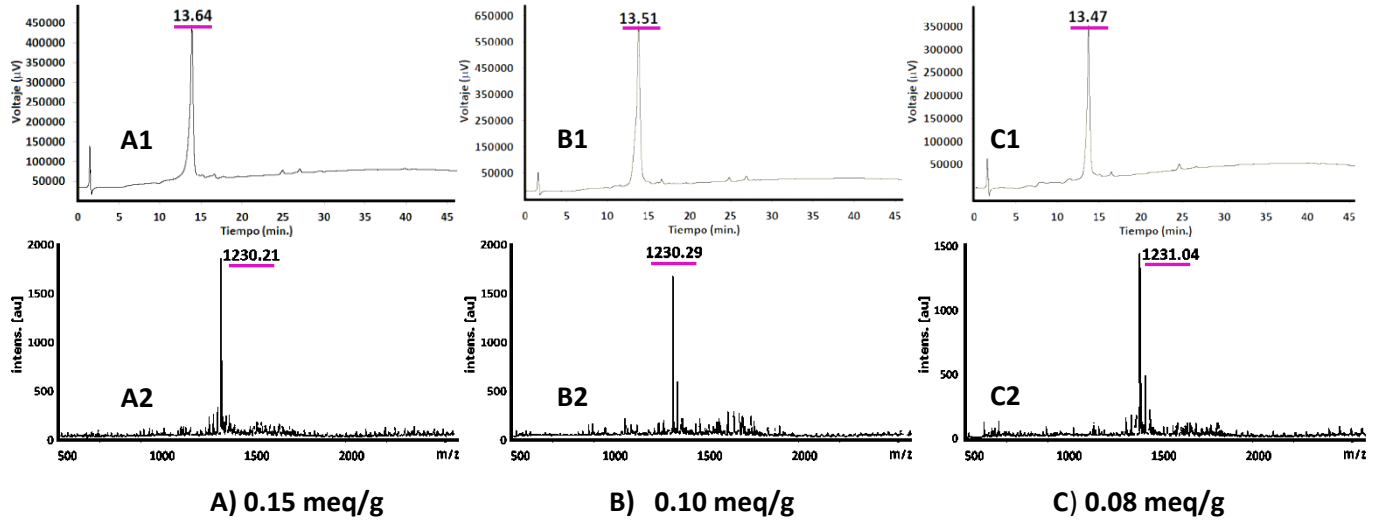 13.64
450000
400000
350000
300000
250000
200000
150000
100000
50000
Voltaje (µV)
A1
0 5 10 15 20 25 30 35 40 45
Tiempo (min.)
13.51
650000
550000
450000
350000
250000
150000
50000
Voltaje (µV)
B1
0 5 10 15 20 25 30 35 40 45
Tiempo (min.)
13.47
350000
300000
250000
200000
150000
100000
50000
Voltaje (µV)
C1
0 5 10 15 20 25 30 35 40 45
Tiempo (min.)
1230.21
2000
1500
1000
500
0
intens. [au]
A2
500 1000 1500 2000 m/z
1230.29
2000
1500
1000
500
0
intens. [au]
B2
500 1000 1500 2000 m/z
1231.04
1500
1000
500
0
intens. [au]
C2
500 1000 1500 2000 m/z
A) 0.15 meq/g
B) 0.10 meq/g
C) 0.08 meq/g